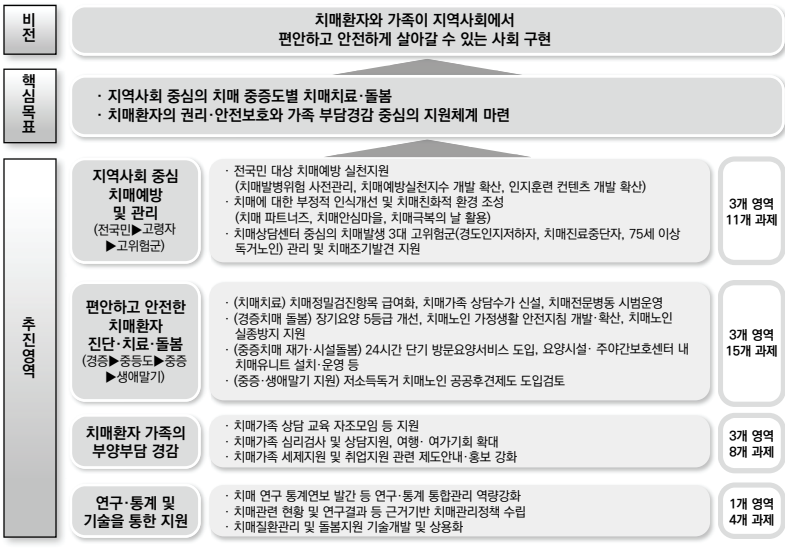 비전
치매환자와 가족이 지역사회에서
편안하고 안전하게 살아갈 수 있는 사회 구현
핵심목표
· 지역사회 중심의 치매 중증도별 치매치료·돌봄
· 치매환자의 권리·안전보호와 가족 부담경감 중심의 지원체계 마련
추진영역
지역사회 중심
치매예방
및 관리
(전국민▶고령자
▶고위험군)
· 전국민 대상 치매예방 실천지원
(치매발병위험 사전관리, 치매예방실천지수 개발 확산, 인지훈련 컨텐츠 개발 확산)
· 치매에 대한 부정적 인식개선 및 치매친화적 환경 조성
(치매 파트너즈, 치매안심마을, 치매극복의 날 활용)
· 치매상담센터 중심의 치매발생 3대 고위험군(경도인지저하자, 치매진료중단자, 75세 이상
독거노인) 관리 및 치매조기발견 지원
3개 영역
11개 과제
편안하고 안전한
치매환자
진단·치료·돌봄
(경증▶중등도▶중증
▶생애말기)
· (치매치료) 치매정밀검진항목 급여화, 치매가족 상담수가 신설, 치매전문병동 시범운영
· (경증치매 돌봄) 장기요양 5등급 개선, 치매노인 가정생활 안전지침 개발·확산, 치매노인
실종방지 지원
· (중증치매 재가·시설돌봄) 24시간 단기 방문요양서비스 도입, 요양시설· 주야간보호센터 내
치매유니트 설치·운영 등
· (중증·생애말기 지원) 저소득독거 치매노인 공공후견제도 도입검토
3개 영역
15개 과제
치매환자 가족의
부양부담 경감
· 치매가족 상담 교육 자조모임 등 지원
· 치매가족 심리검사 및 상담지원, 여행· 여가기회 확대
· 치매가족 세제지원 및 취업지원 관련 제도안내·홍보 강화
3개 영역
8개 과제
연구·통계 및
기술을 통한 지원
· 치매 연구 통계연보 발간 등 연구·통계 통합관리 역량강화
· 치매관련 현황 및 연구결과 등 근거기반 치매관리정책 수립
· 치매질환관리 및 돌봄지원 기술개발 및 상용화
1개 영역
4개 과제